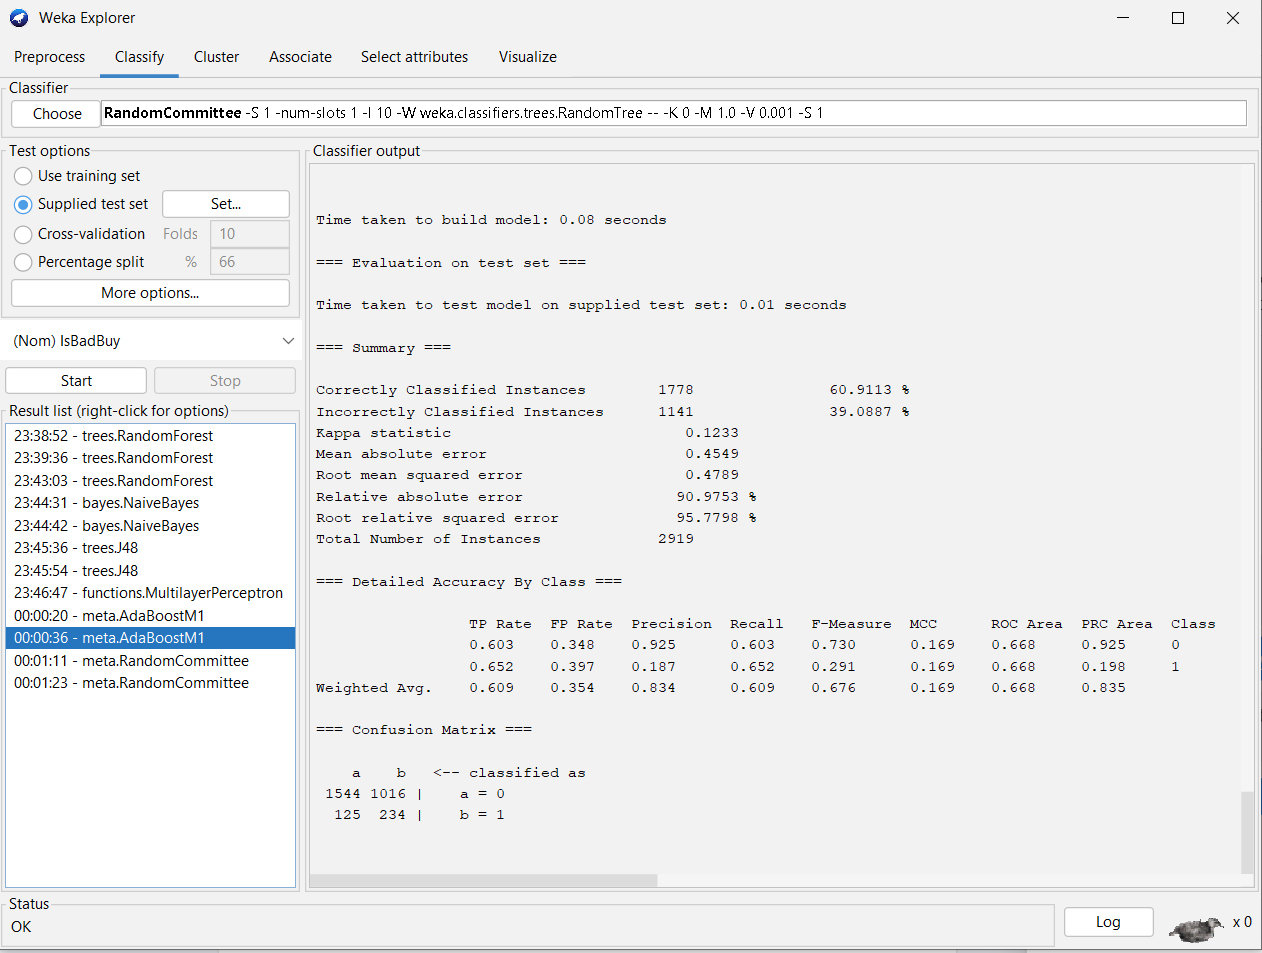 Weka Explorer
Preprocess Classify Cluster Associate Select attributes Visualize
Classifier
Choose RandomCommittee -S 1 -num-slots 1 -I 10 -W weka.classifiers.trees.RandomTree -- -K 0 -M 1.0 -V 0.001 -S 1
Test options
Use training set
Supplied test set Set...
Cross-validation Folds 10
Percentage split % 66
More options...
(Nom) IsBadBuy
Start Stop
Result list (right-click for options)
23:38:52 - trees.RandomForest
23:39:36 - trees.RandomForest
23:43:03 - trees.RandomForest
23:44:31 - bayes.NaiveBayes
23:44:42 - bayes.NaiveBayes
23:45:36 - trees.J48
23:45:54 - trees.J48
23:46:47 - functions.MultilayerPerceptron
00:00:20 - meta.AdaBoostM1
00:00:36 - meta.AdaBoostM1
00:01:11 - meta.RandomCommittee
00:01:23 - meta.RandomCommittee
Classifier output
Time taken to build model: 0.08 seconds
=== Evaluation on test set ===
Time taken to test model on supplied test set: 0.01 seconds
=== Summary ===
Correctly Classified Instances 1778 60.9113 %
Incorrectly Classified Instances 1141 39.0887 %
Kappa statistic 0.1233
Mean absolute error 0.4549
Root mean squared error 0.4789
Relative absolute error 90.9753 %
Root relative squared error 95.7798 %
Total Number of Instances 2919
=== Detailed Accuracy By Class ===
TP Rate FP Rate Precision Recall F-Measure MCC ROC Area PRC Area Class
0.603 0.348 0.925 0.603 0.730 0.169 0.668 0.925 0
0.652 0.397 0.187 0.652 0.291 0.169 0.668 0.198 1
Weighted Avg. 0.609 0.354 0.834 0.609 0.676 0.169 0.668 0.835
=== Confusion Matrix ===
a b <-- classified as
1544 1016 | a = 0
125 234 | b = 1
Status
OK
Log
x 0